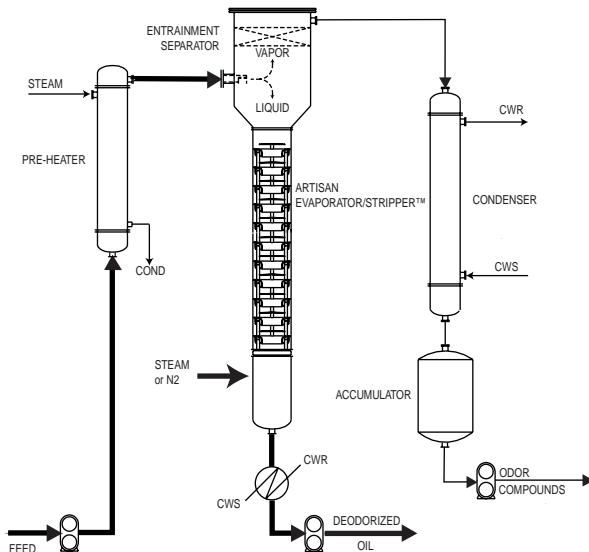 ENTRAINMENT
SEPARATOR
VAPOR
LIQUID
STEAM
PRE-HEATER
COND
ARTISAN
EVAPORATOR/STRIPPER™
CWR
CONDENSER
CWS
STEAM
or N2
ACCUMULATOR
CWR
CWS
ODOR
COMPOUNDS
DEODORIZED
OIL
FEED